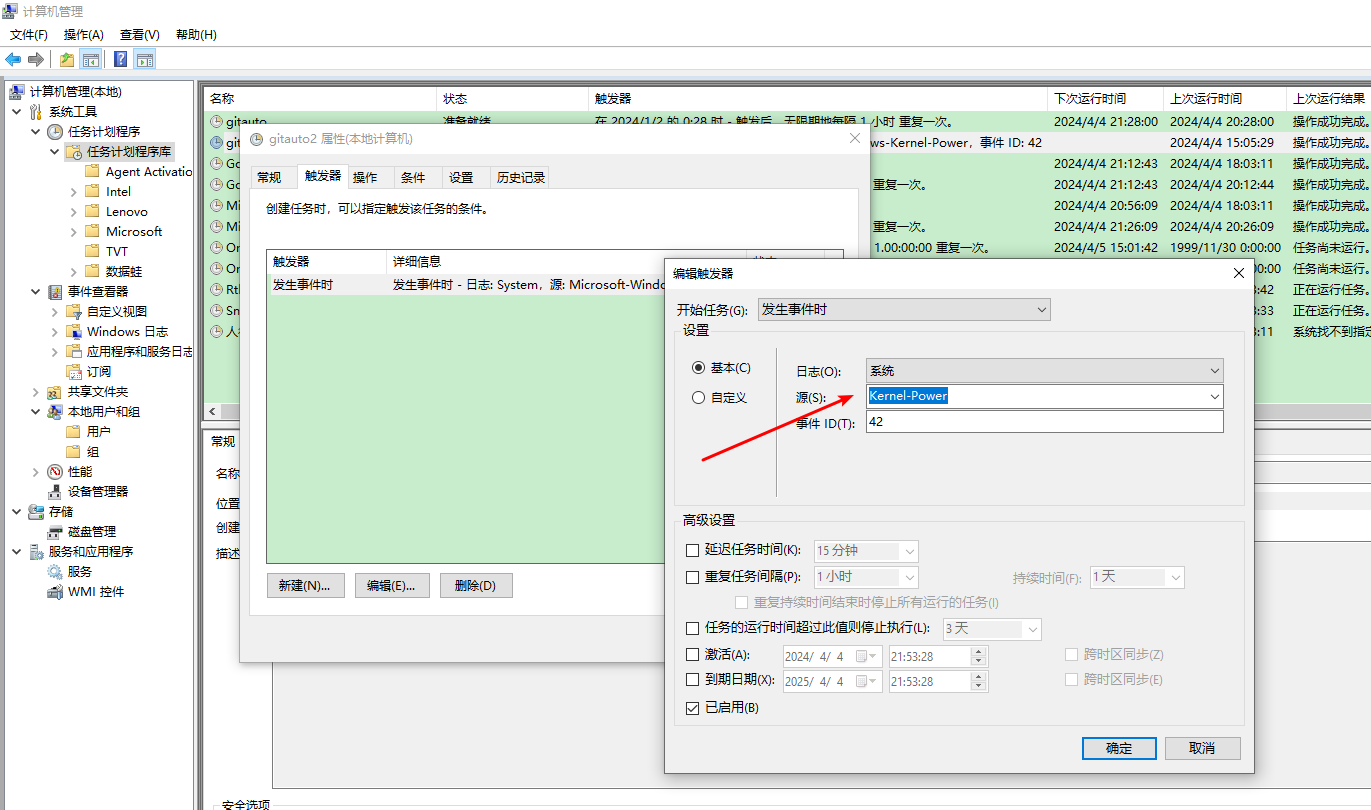 计算机管理
文件(F) 操作(A) 查看(V) 帮助(H)
计算机管理(本地)
系统工具
任务计划程序
任务计划程序库
Agent Activatio
Intel
Lenovo
Microsoft
TVT
数据蛙
事件查看器
自定义视图
Windows 日志
应用程序和服务日志
订阅
共享文件夹
本地用户和组
用户
组
性能
设备管理器
存储
磁盘管理
服务和应用程序
服务
WMI 控件
名称 状态 触发器 下次运行时间 上次运行时间 上次运行结果
gitauto 准备就绪 在 2024/1/2 的 0:28 时 - 触发后，无限期地每隔 1 小时 重复一次。 2024/4/4 21:28:00 2024/4/4 20:28:00 操作成功完成。
git ws-Kernel-Power，事件 ID: 42 2024/4/4 15:05:29 操作成功完成。
Go 2024/4/4 21:12:43 2024/4/4 18:03:11 操作成功完成。
Go 重复一次。 2024/4/4 21:12:43 2024/4/4 20:12:44 操作成功完成。
Mi 2024/4/4 20:56:09 2024/4/4 18:03:11 操作成功完成。
Mi 重复一次。 2024/4/4 21:26:09 2024/4/4 20:26:09 操作成功完成。
On 1.00:00:00 重复一次。 2024/4/5 15:01:42 1999/11/30 0:00:00 任务尚未运行。
On 00:00 任务尚未运行。
Rtl 3:42 正在运行任务。
Sm 3:33 正在运行任务。
人 3:11 系统找不到指定
gitauto2 属性(本地计算机)
常规 触发器 操作 条件 设置 历史记录
创建任务时，可以指定触发该任务的条件。
触发器 详细信息
发生事件时 发生事件时 - 日志: System，源: Microsoft-Windo
新建(N)... 编辑(E)... 删除(D)
常规
名称
位置
创建
描述
安全选项
编辑触发器
开始任务(G): 发生事件时
设置
基本(C)
自定义
日志(O): 系统
源(S): Kernel-Power
事件 ID(T): 42
高级设置
延迟任务时间(K): 15 分钟
重复任务间隔(P): 1 小时 持续时间(F): 1 天
重复持续时间结束时停止所有运行的任务(I)
任务的运行时间超过此值则停止执行(L): 3 天
激活(A): 2024/ 4/ 4 21:53:28 跨时区同步(Z)
到期日期(X): 2025/ 4/ 4 21:53:28 跨时区同步(E)
已启用(B)
确定 取消